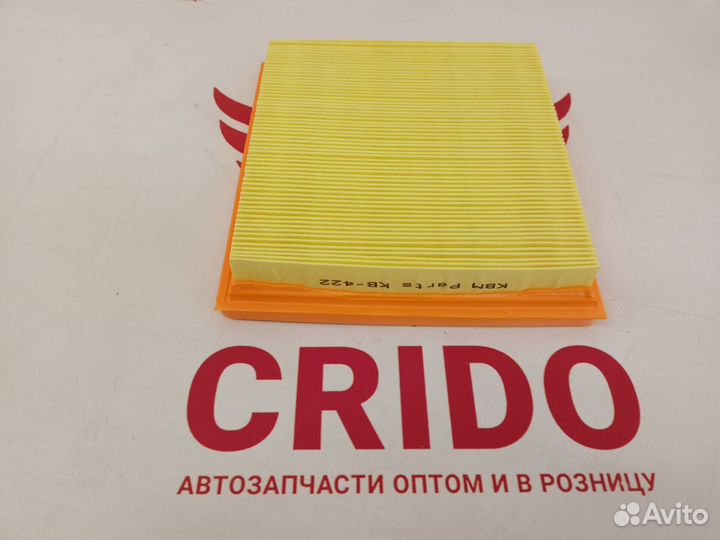 KBM Parts KB-422
CRIDO
АВТОЗАПЧАСТИ ОПТОМ И В РОЗНИЦУ
Avito